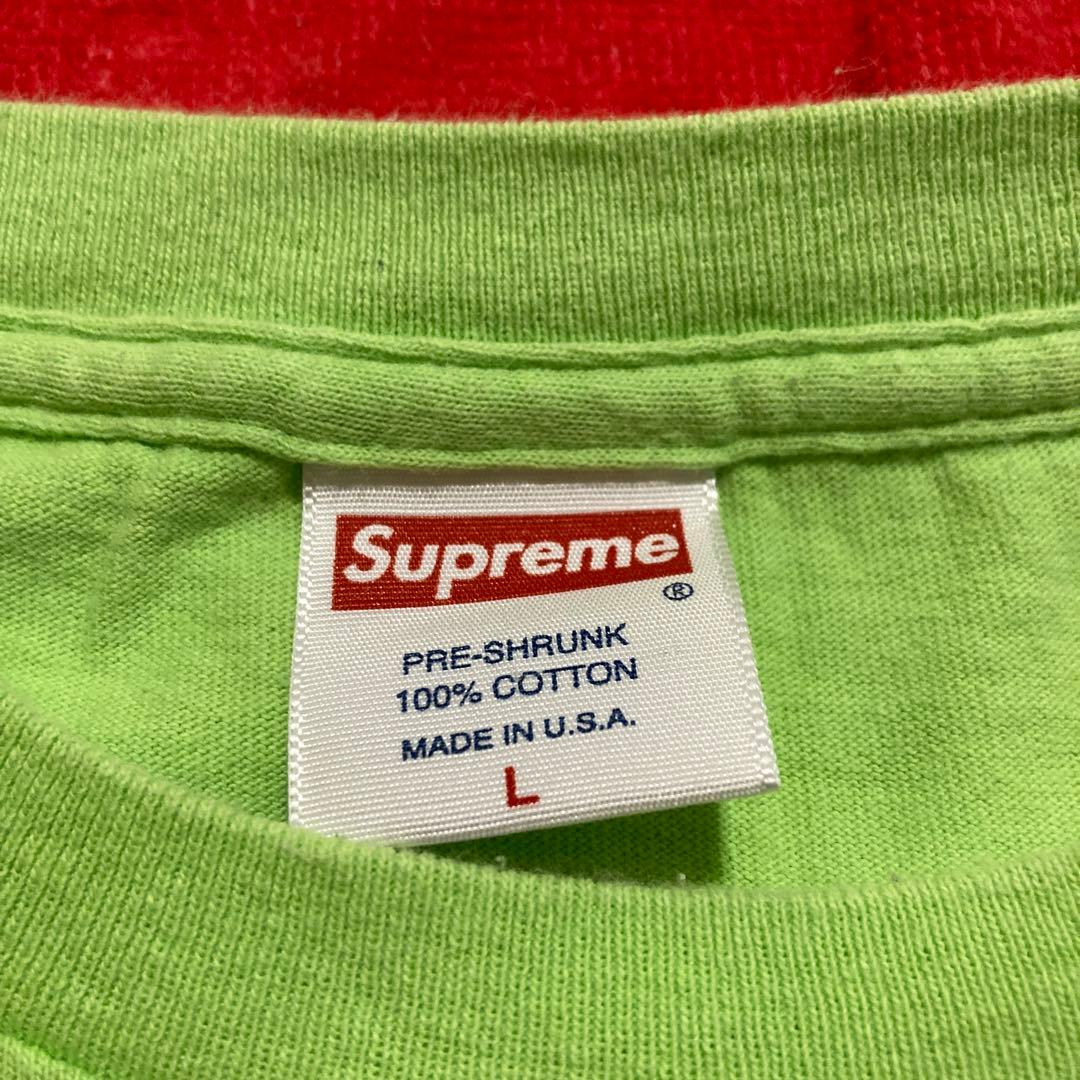 Supreme
®
PRE-SHRUNK
100% COTTON
MADE IN U.S.A.
L